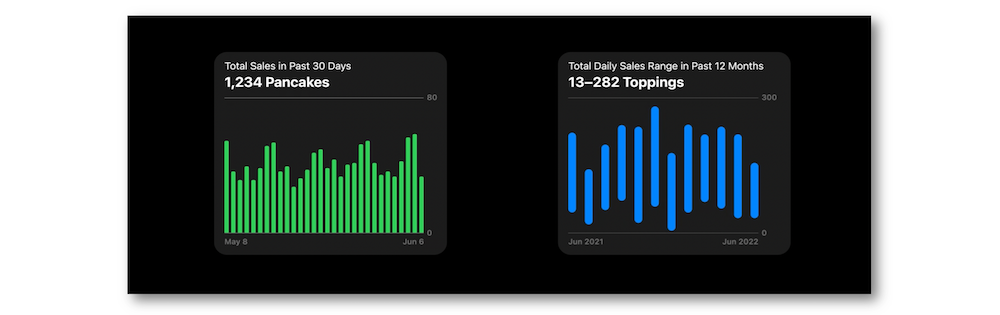 Total Sales in Past 30 Days
1,234 Pancakes
80
0
May 8
Jun 6
Total Daily Sales Range in Past 12 Months
13–282 Toppings
300
0
Jun 2021
Jun 2022